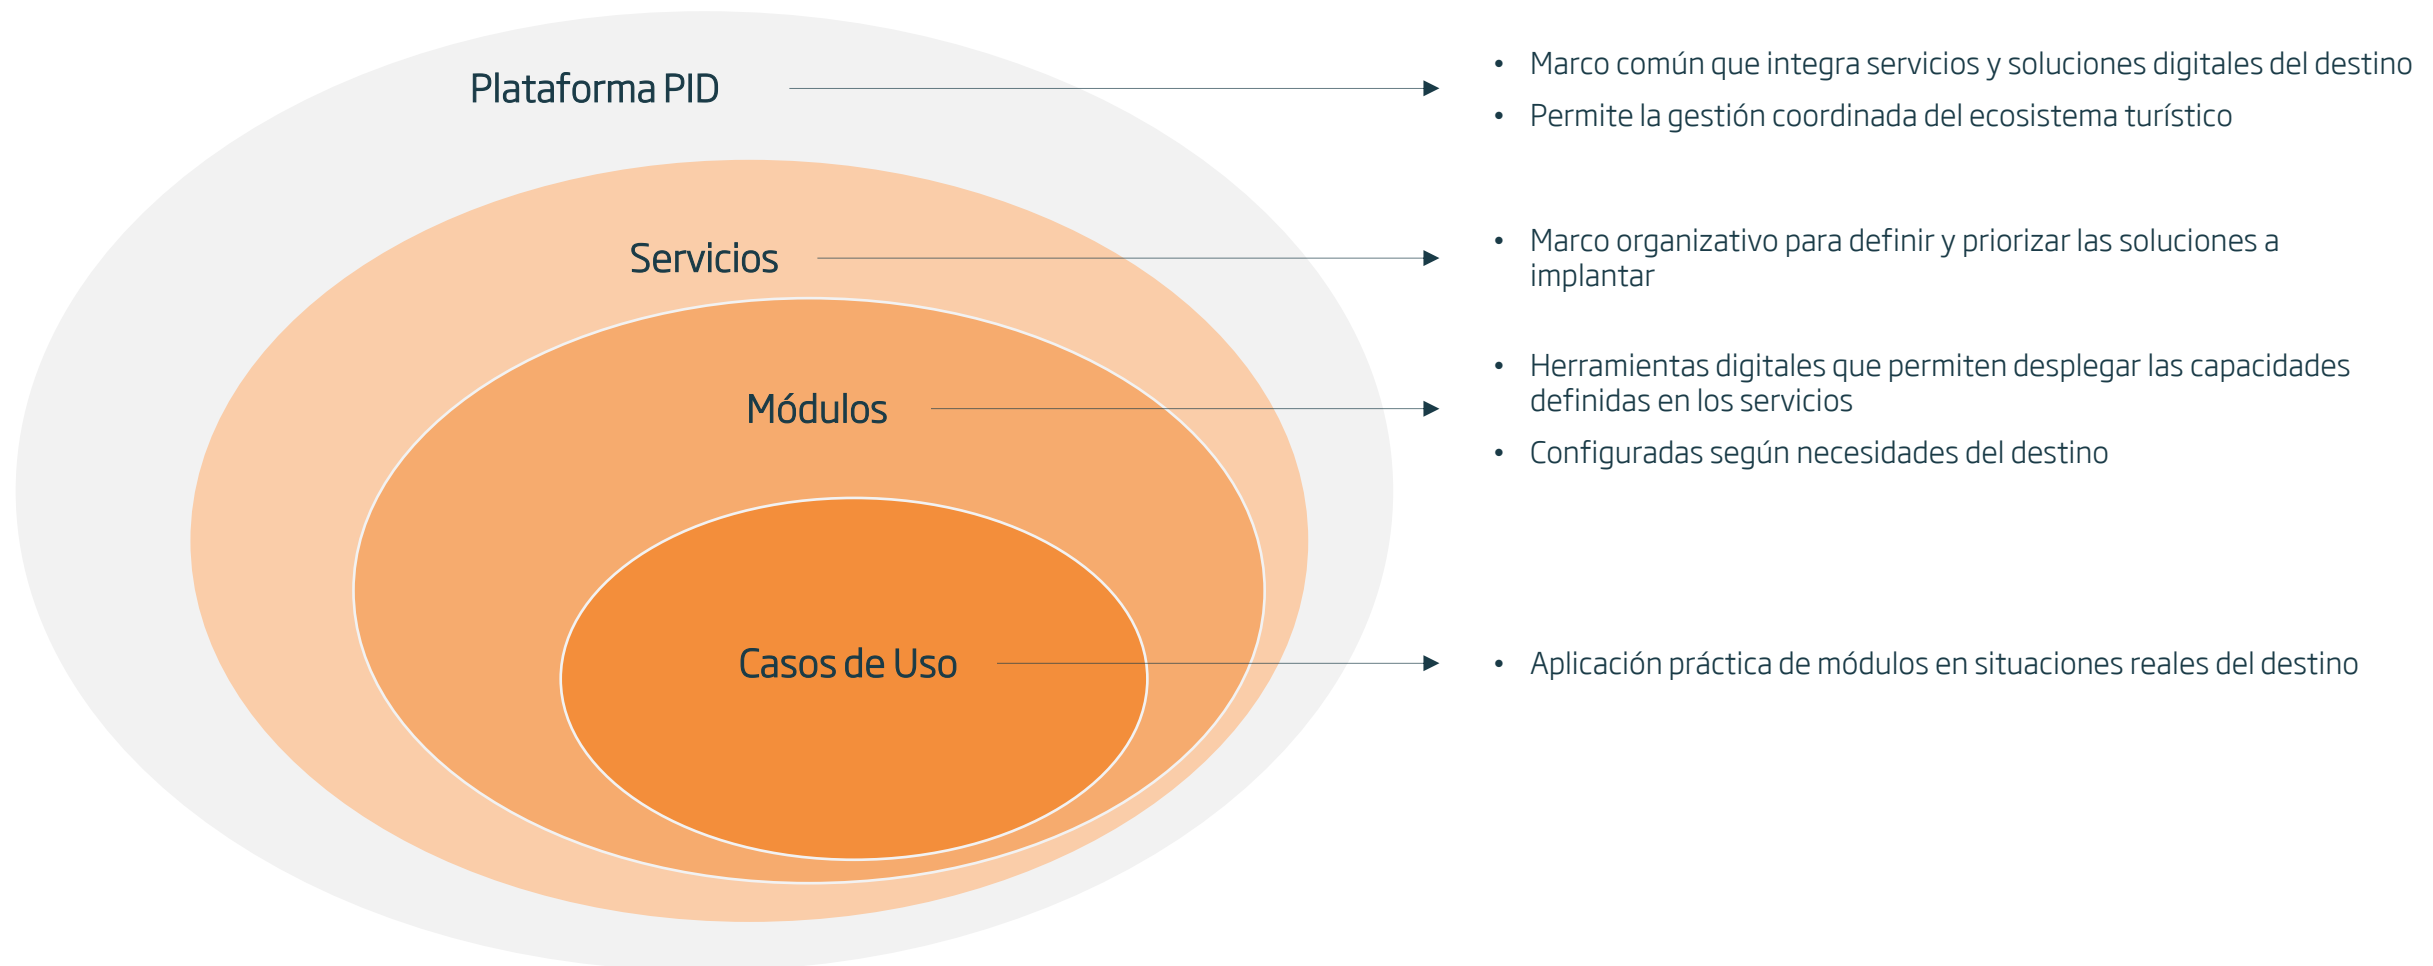 Plataforma PID
• Marco común que integra servicios y soluciones digitales del destino
• Permite la gestión coordinada del ecosistema turístico
Servicios
• Marco organizativo para definir y priorizar las soluciones a
implantar
Módulos
• Herramientas digitales que permiten desplegar las capacidades
definidas en los servicios
• Configuradas según necesidades del destino
Casos de Uso
• Aplicación práctica de módulos en situaciones reales del destino